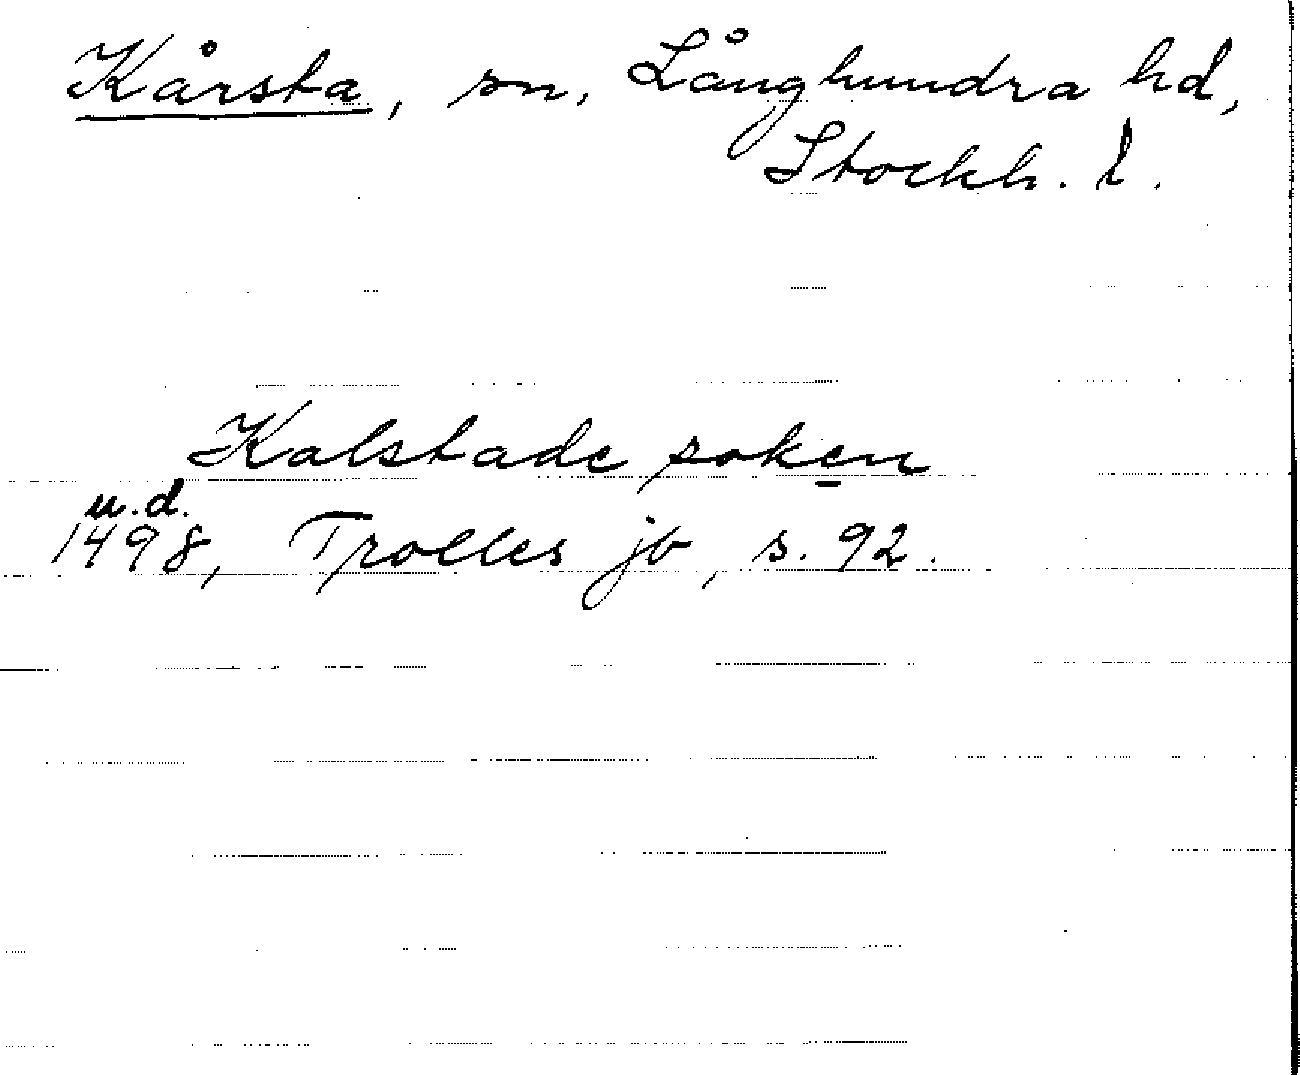 Kårsta, sn, Långhundra hd,
Stockh. l.
Kalstade soken
u.d.
1498, Trolles jb, s. 92.